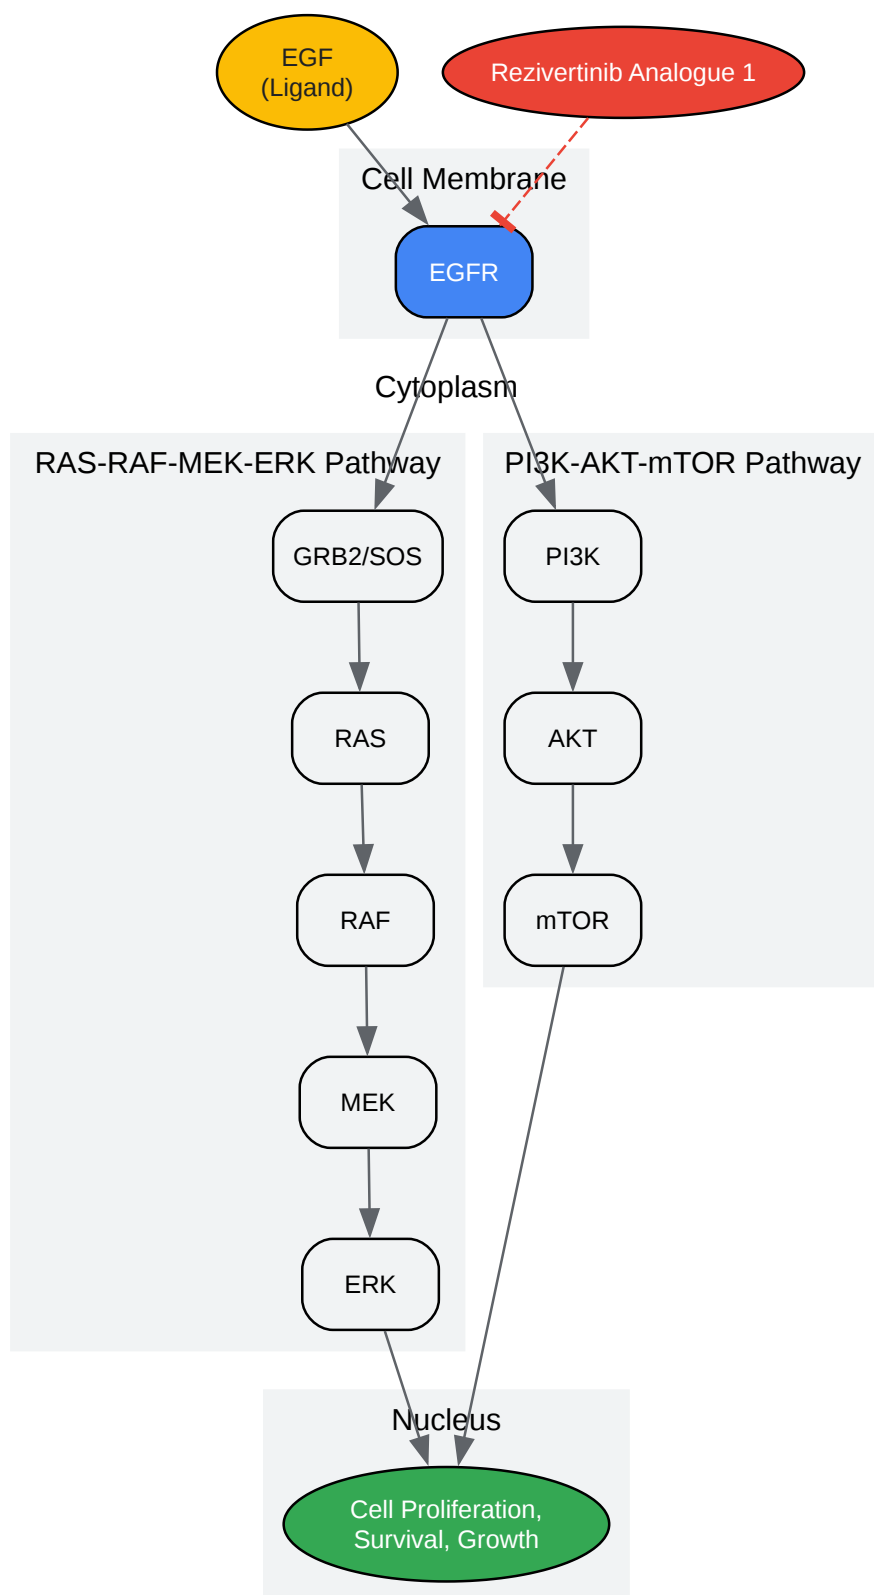 EGF
(Ligand)
Rezivertinib Analogue 1
Cell Membrane
EGFR
Cytoplasm
RAS-RAF-MEK-ERK Pathway
PI3K-AKT-mTOR Pathway
GRB2/SOS
PI3K
RAS
AKT
RAF
mTOR
MEK
ERK
Nucleus
Cell Proliferation,
Survival, Growth